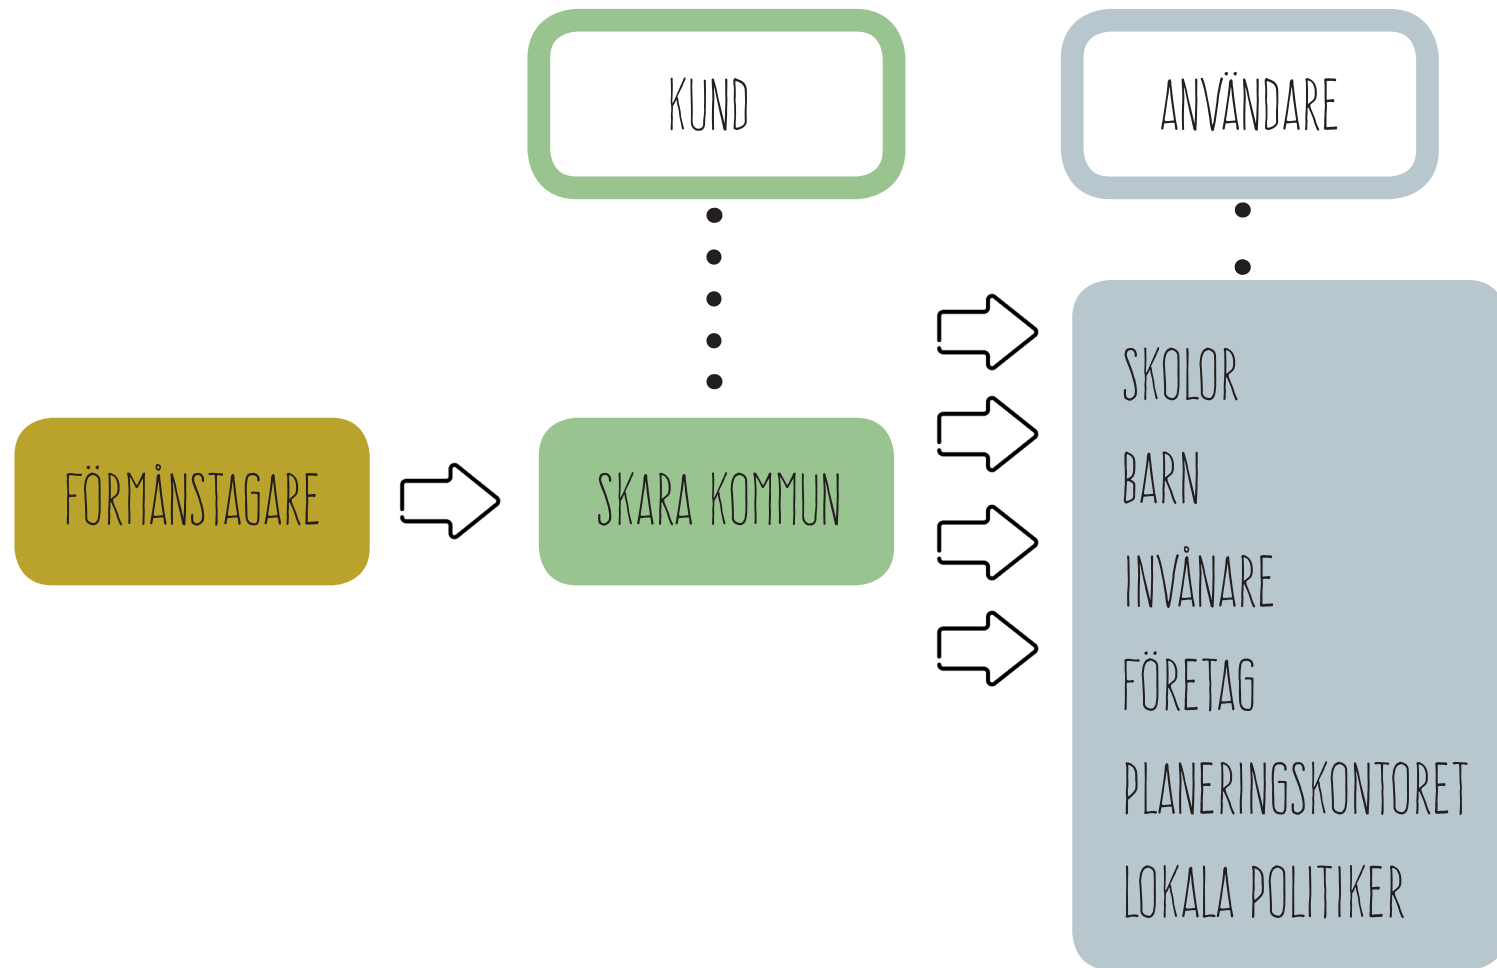 KUND
ANVÄNDARE
FÖRMÅNSTAGARE
SKARA KOMMUN
SKOLOR
BARN
INVÅNARE
FÖRETAG
PLANERINGSKONTORET
LOKALA POLITIKER